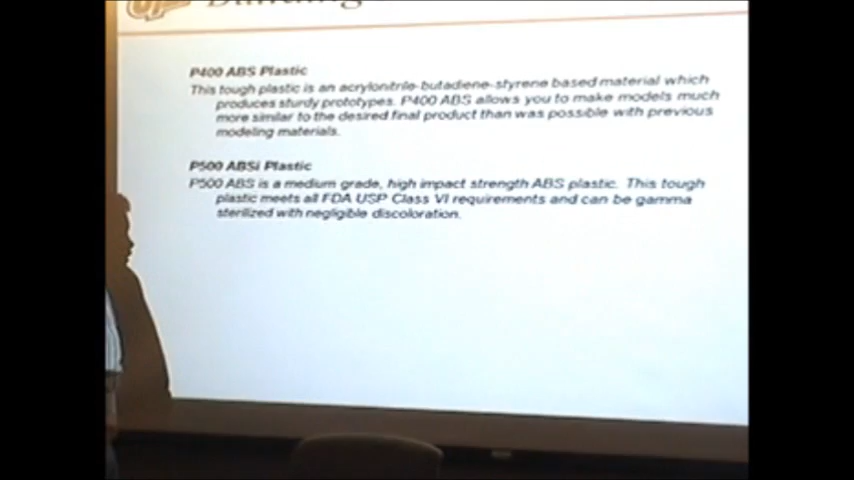 P400 ABS Plastic
This tough plastic is an acrylonitrile-butadiene-styrene based material which
produces sturdy prototypes. P400 ABS allows you to make models much
more similar to the desired final product than was possible with previous
modeling materials.
P500 ABSi Plastic
P500 ABS is a medium grade, high impact strength ABS plastic. This tough
plastic meets all FDA USP Class VI requirements and can be gamma
sterilized with negligible discoloration.